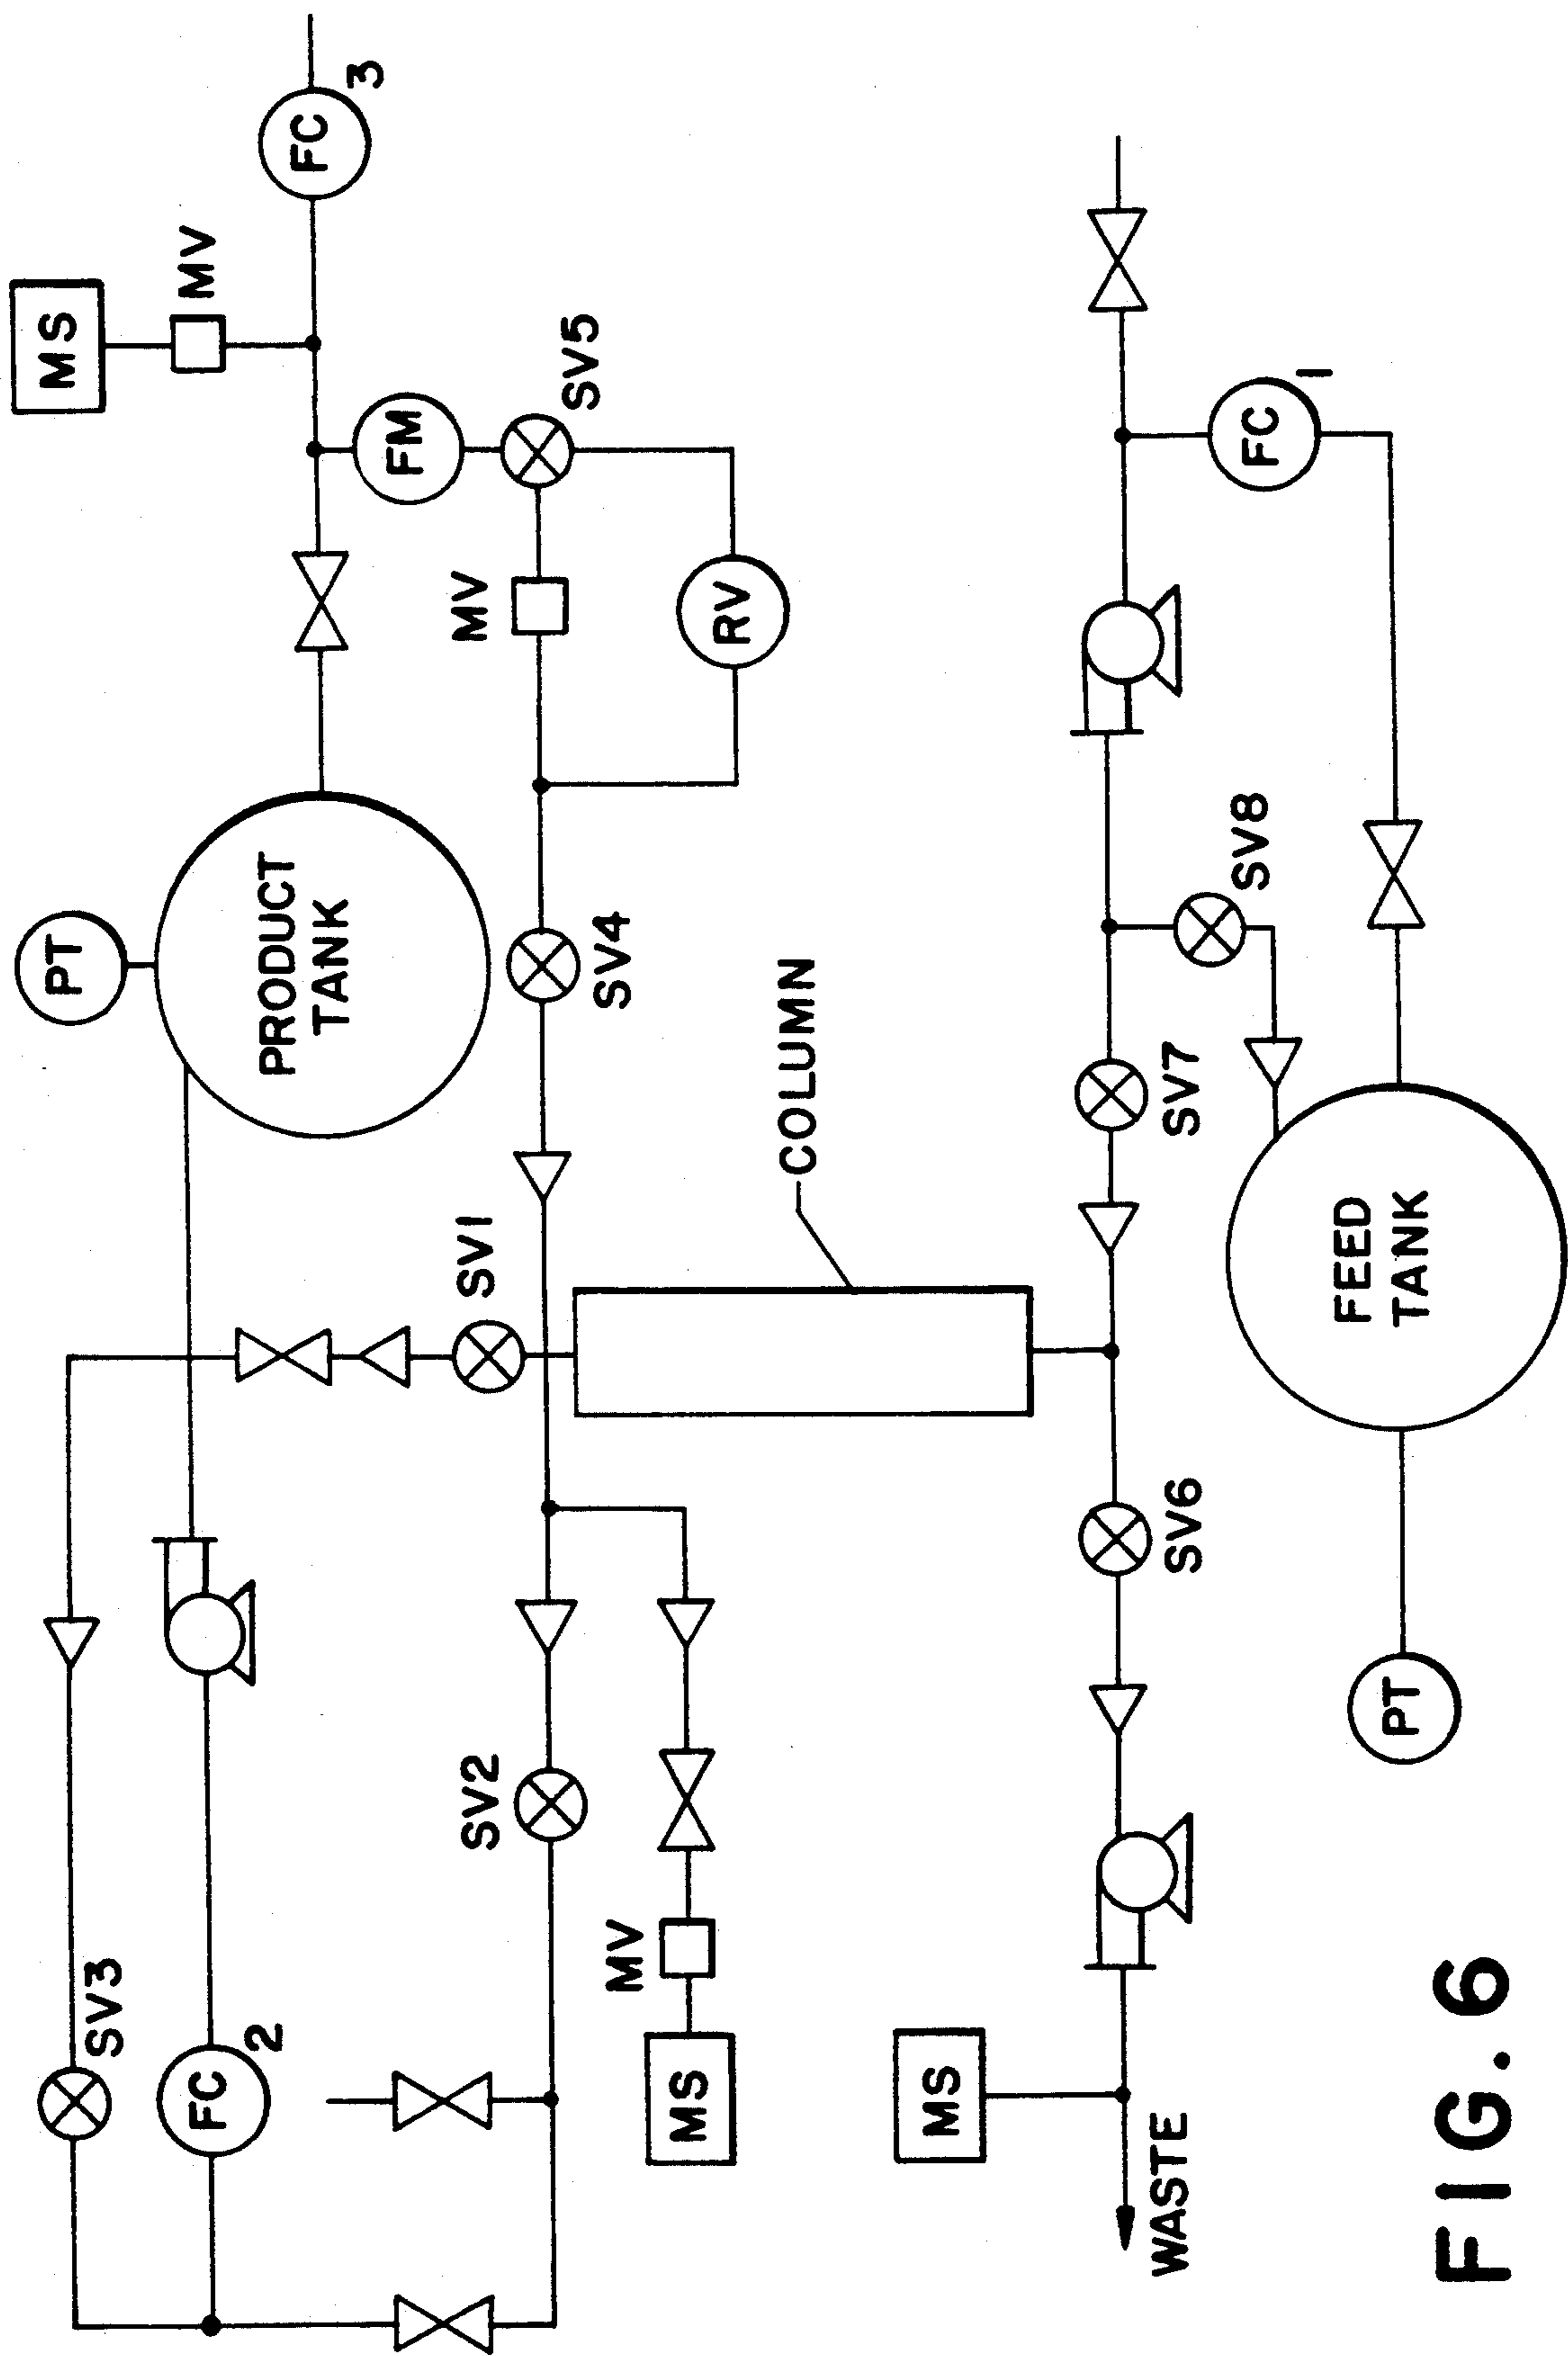 MS
MV
FC
3
PT
PRODUCT
TANK
FM
SV5
MV
RV
SV4
SV1
SV3
FC
2
SV2
MV
MS
COLUMN
FC
1
SV8
SV7
FEED
TANK
SV6
PT
MS
WASTE
FIG. 6